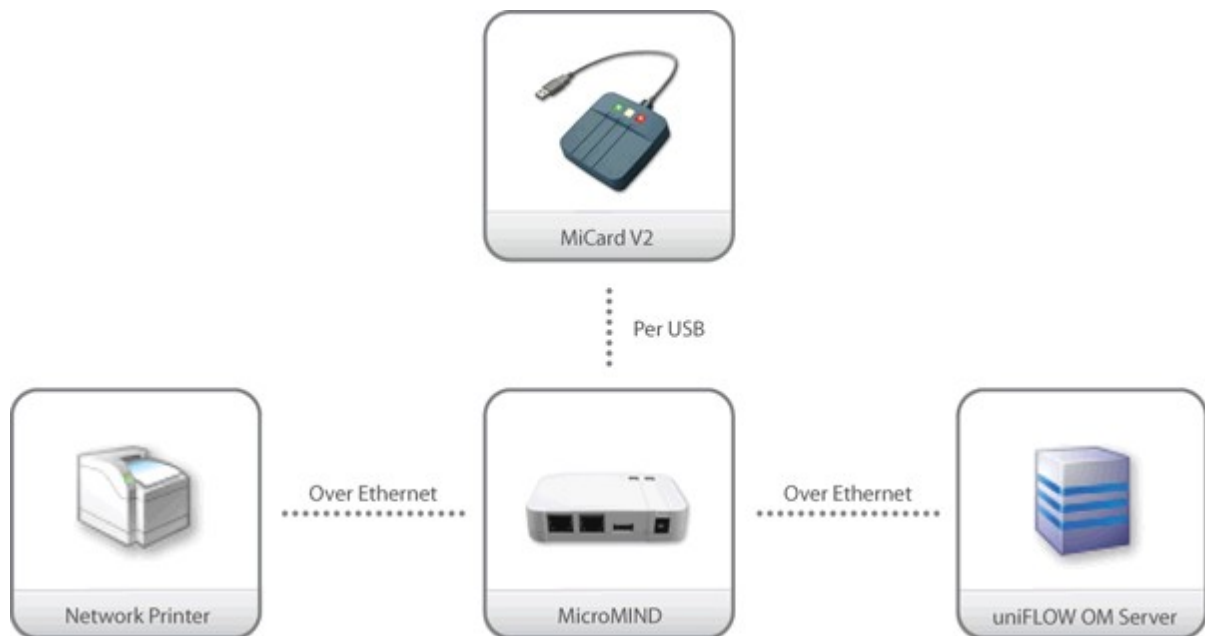 MiCard V2
Per USB
Over Ethernet
Over Ethernet
Network Printer
MicroMIND
uniFLOW OM Server